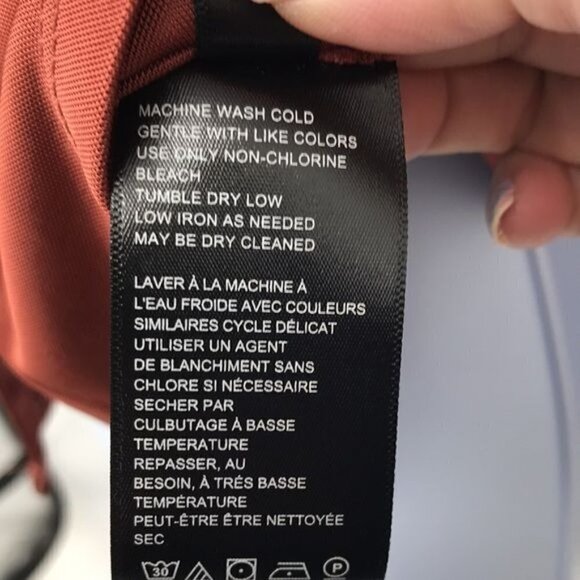 MACHINE WASH COLD
GENTLE WITH LIKE COLORS
USE ONLY NON-CHLORINE
BLEACH
TUMBLE DRY LOW
LOW IRON AS NEEDED
MAY BE DRY CLEANED
LAVER À LA MACHINE À
L'EAU FROIDE AVEC COULEURS
SIMILAIRES CYCLE DÉLICAT
UTILISER UN AGENT
DE BLANCHIMENT SANS
CHLORE SI NÉCESSAIRE
SECHER PAR
CULBUTAGE À BASSE
TEMPERATURE
REPASSER, AU
BESOIN, À TRÉS BASSE
TEMPÉRATURE
PEUT-ÊTRE ÊTRE NETTOYÉE
SEC
30 P